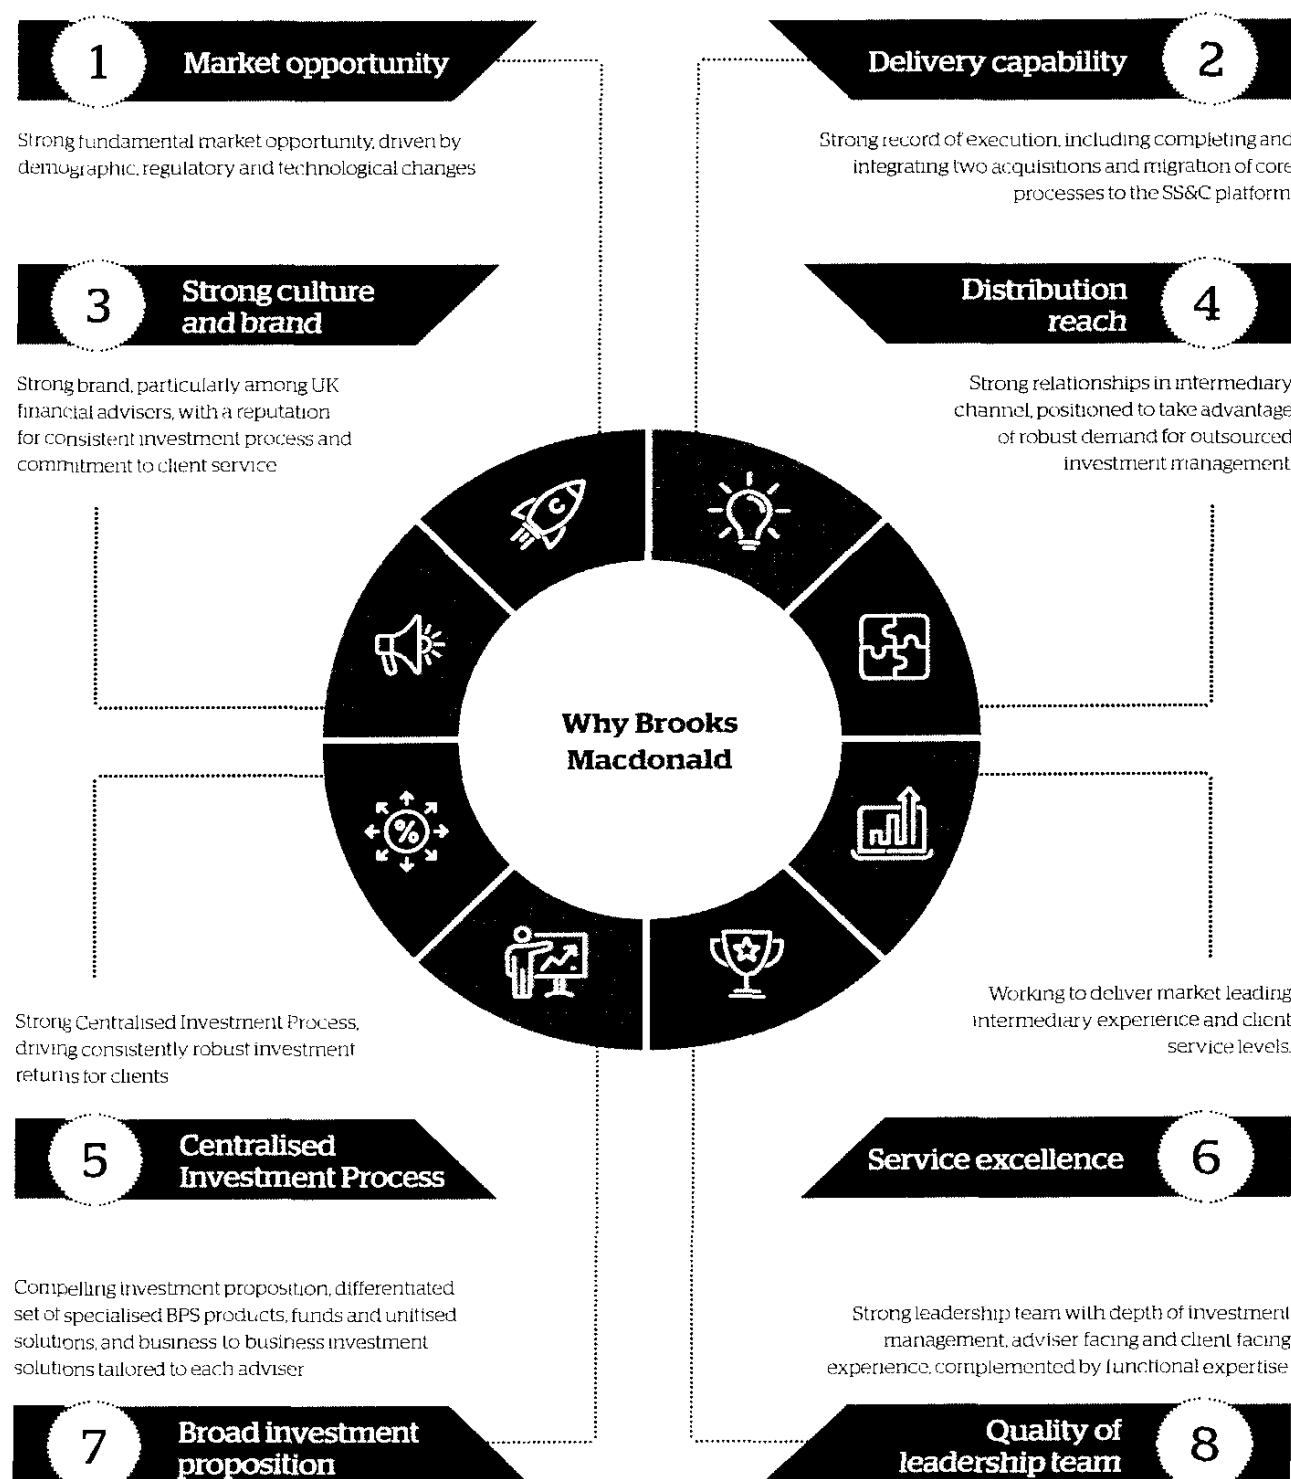 1
Market opportunity
Strong fundamental market opportunity, driven by
demographic, regulatory and technological changes
2
Delivery capability
Strong record of execution, including completing and
integrating two acquisitions and migration of core
processes to the SS&C platform
3
Strong culture
and brand
Strong brand, particularly among UK
financial advisers, with a reputation
for consistent investment process and
commitment to client service
4
Distribution
reach
Strong relationships in intermediary
channel, positioned to take advantage
of robust demand for outsourced
investment management
C
Why Brooks
Macdonald
%
Strong Centralised Investment Process,
driving consistently robust investment
returns for clients
5
Centralised
Investment Process
Working to deliver market leading
intermediary experience and client
service levels.
6
Service excellence
Compelling investment proposition, differentiated
set of specialised BPS products, funds and unitised
solutions, and business to business investment
solutions tailored to each adviser
7
Broad investment
proposition
Strong leadership team with depth of investment
management, adviser facing and client facing
experience, complemented by functional expertise
8
Quality of
leadership team